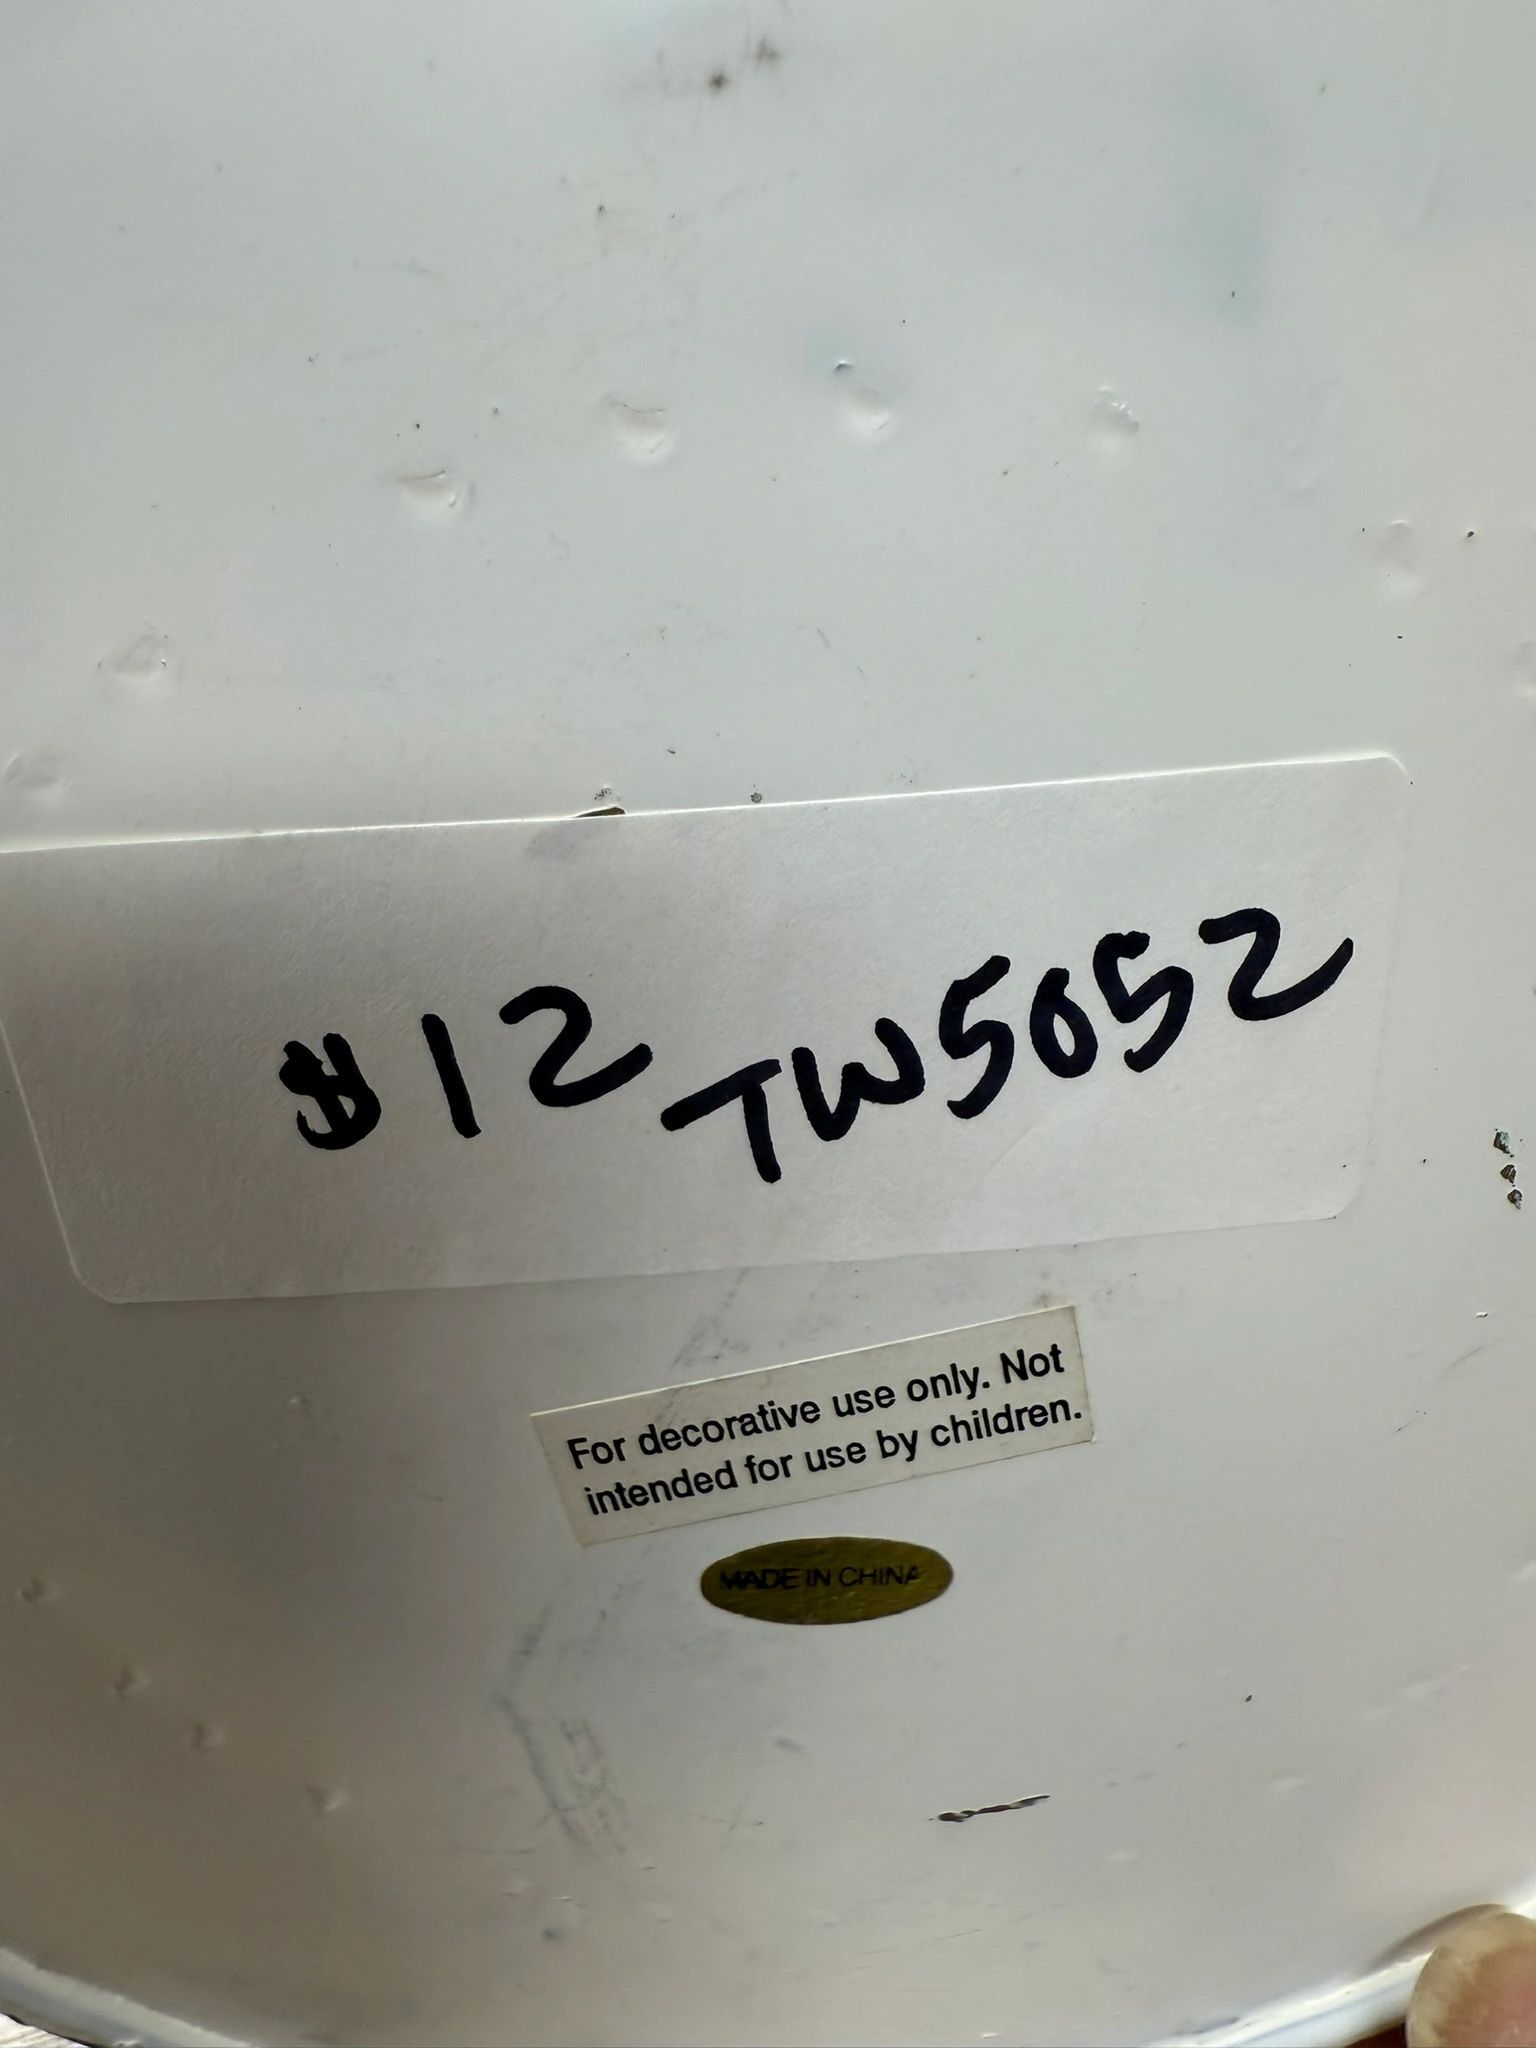 $12 TW5052
For decorative use only. Not
intended for use by children.
MADE IN CHINA